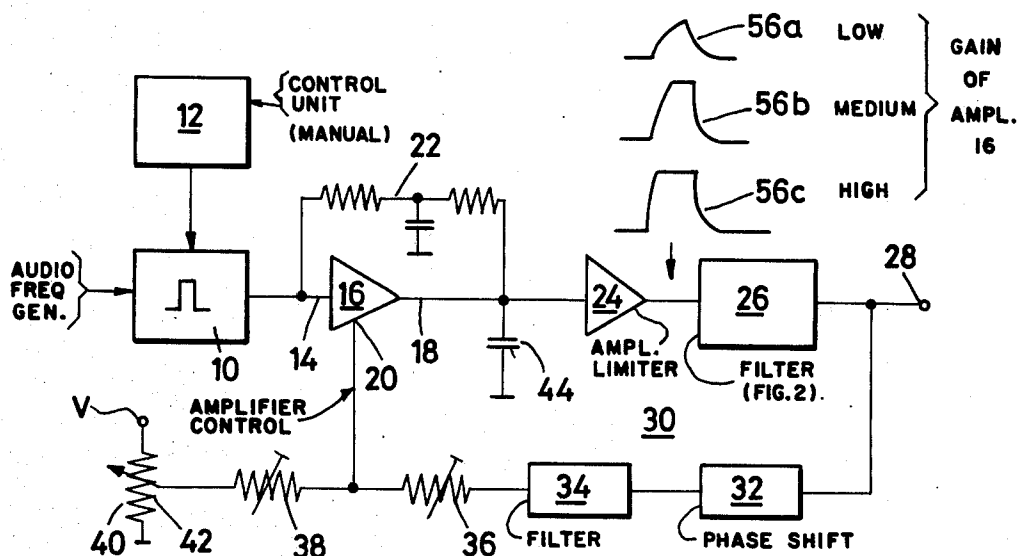 56a LOW
56b MEDIUM
56c HIGH
GAIN
OF
AMPL.
16
12
CONTROL
UNIT
(MANUAL)
22
AUDIO
FREQ
GEN.
10
14
16
18
20
24
AMPL.
LIMITER
26
FILTER
(FIG.2)
28
44
AMPLIFIER
CONTROL
30
V
40
42
38
36
34
FILTER
32
PHASE SHIFT